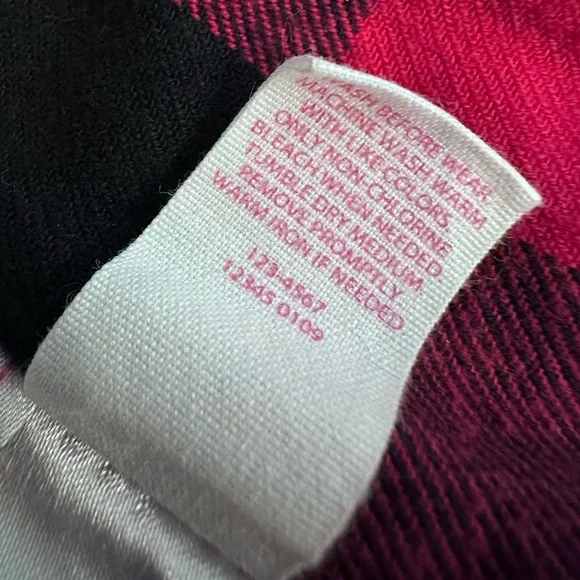 WASH BEFORE WEAR
MACHINE WASH WARM
WITH LIKE COLORS
ONLY NON-CHLORINE
BLEACH WHEN NEEDED
TUMBLE DRY MEDIUM
REMOVE PROMPTLY
WARM IRON IF NEEDED
123-4567
12345 0109